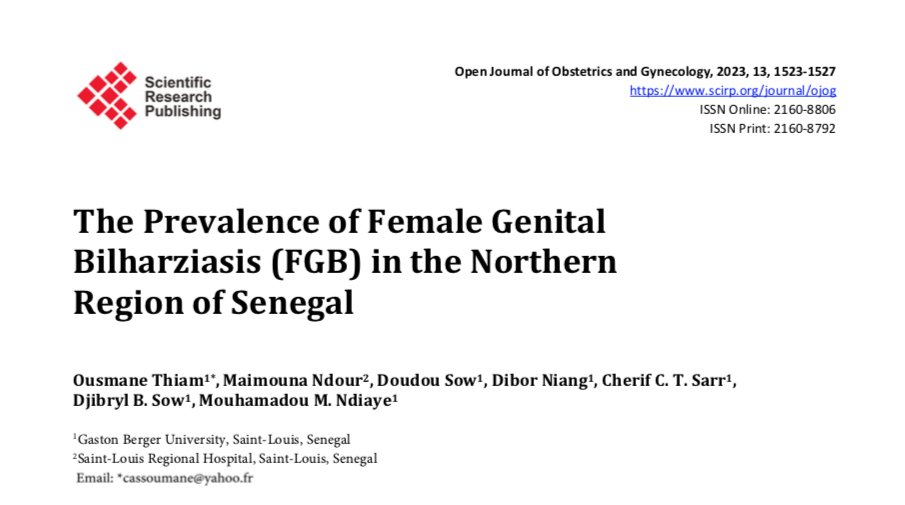 Scientific
Research
Publishing
Open Journal of Obstetrics and Gynecology, 2023, 13, 1523-1527
https://www.scirp.org/journal/ojog
ISSN Online: 2160-8806
ISSN Print: 2160-8792
The Prevalence of Female Genital
Bilharziasis (FGB) in the Northern
Region of Senegal
Ousmane Thiam1*, Maimouna Ndour2, Doudou Sow1, Dibor Niang1, Cherif C. T. Sarr1,
Djibryl B. Sow1, Mouhamadou M. Ndiaye1
1Gaston Berger University, Saint-Louis, Senegal
2Saint-Louis Regional Hospital, Saint-Louis, Senegal
Email: *cassoumane@yahoo.fr